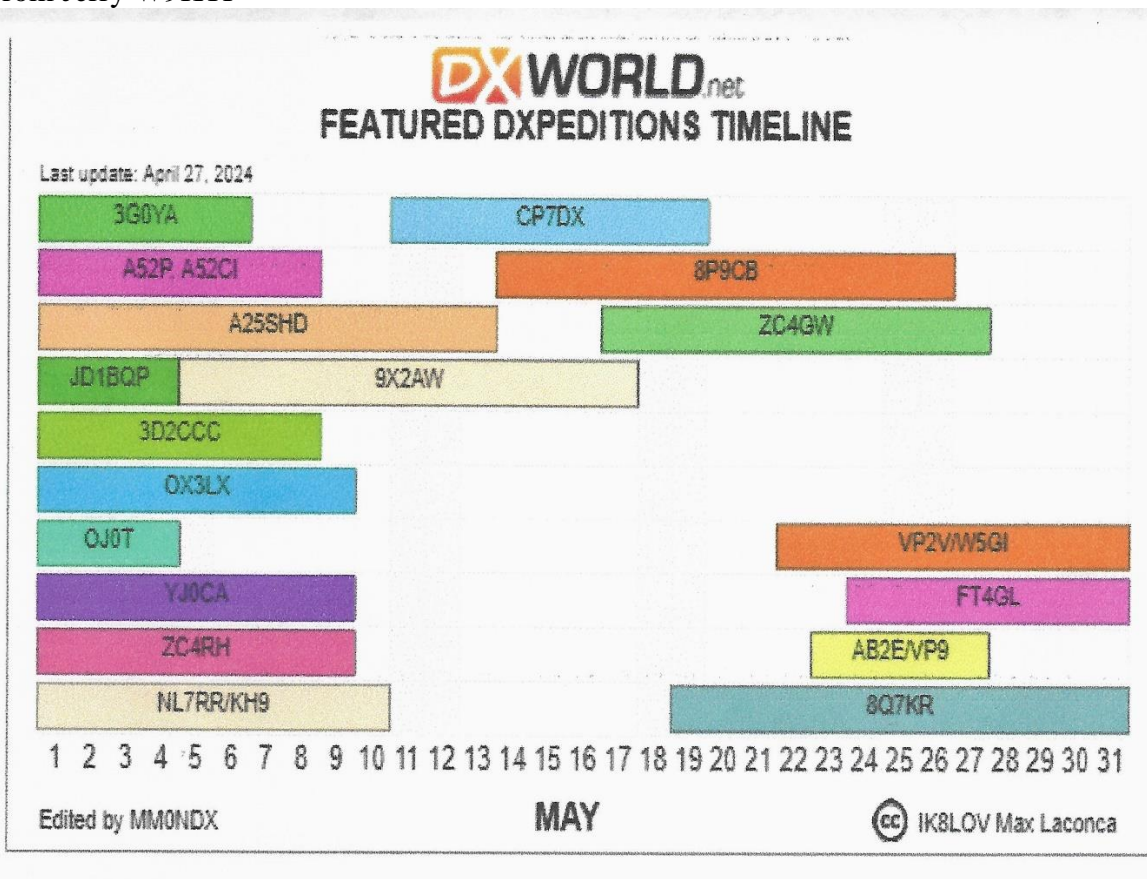 DX WORLD.net
FEATURED DXPEDITIONS TIMELINE
Last update: April 27, 2024
3G0YA CP7DX
A52P, A52CI 8P9CB
A25SHD ZC4GW
JD1BQP 9X2AW
3D2CCC
OX3LX
OJ0T VP2V/W5GI
YJ0CA FT4GL
ZC4RH AB2E/VP9
NL7RR/KH9 8Q7KR
1 2 3 4 5 6 7 8 9 10 11 12 13 14 15 16 17 18 19 20 21 22 23 24 25 26 27 28 29 30 31
Edited by MM0NDX MAY cc IK8LOV Max Laconca